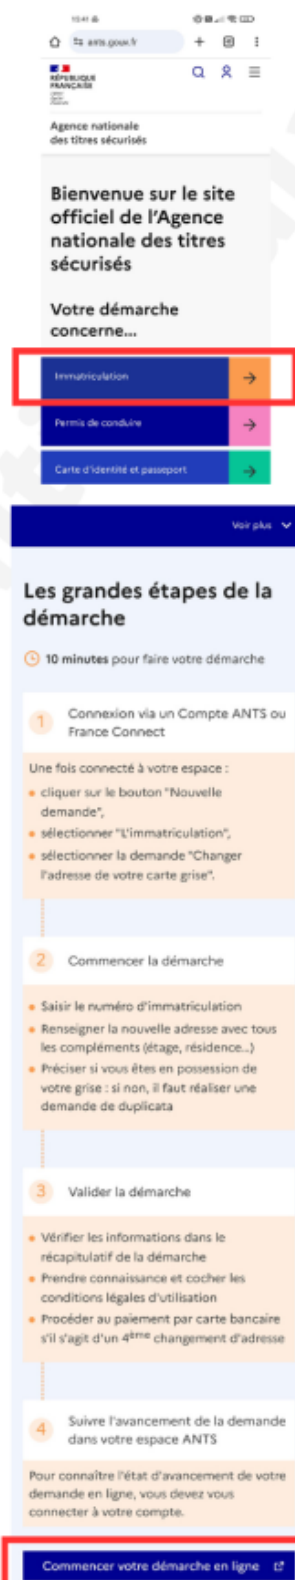 10:41
ants.gouv.fr
RÉPUBLIQUE
FRANÇAISE
Agence nationale
des titres sécurisés
Bienvenue sur le site
officiel de l'Agence
nationale des titres
sécurisés
Votre démarche
concerne...
Immatriculation
Permis de conduire
Carte d'identité et passeport
Voir plus
Les grandes étapes de la
démarche
10 minutes pour faire votre démarche
1 Connexion via un Compte ANTS ou
France Connect
Une fois connecté à votre espace :
cliquer sur le bouton "Nouvelle
demande",
sélectionner "L'immatriculation",
sélectionner la demande "Changer
l'adresse de votre carte grise".
2 Commencer la démarche
Saisir le numéro d'immatriculation
Renseigner la nouvelle adresse avec tous
les compléments (étage, résidence...)
Préciser si vous êtes en possession de
votre grise : si non, il faut réaliser une
demande de duplicata
3 Valider la démarche
Vérifier les informations dans le
récapitulatif de la démarche
Prendre connaissance et cocher les
conditions légales d'utilisation
Procéder au paiement par carte bancaire
s'il s'agit d'un 4ème changement d'adresse
4 Suivre l'avancement de la demande
dans votre espace ANTS
Pour connaître l'état d'avancement de votre
demande en ligne, vous devez vous
connecter à votre compte.
Commencer votre démarche en ligne